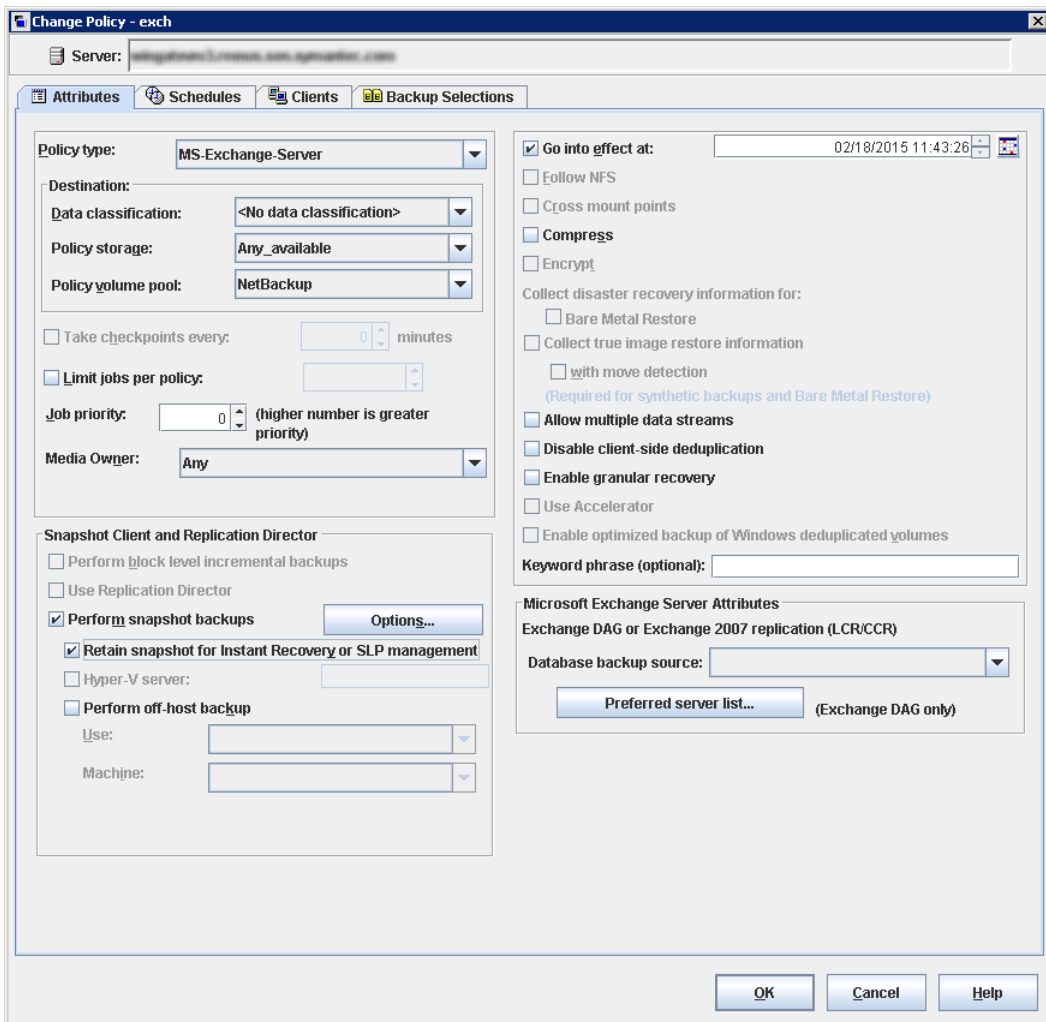 Change Policy - exch
Server:
Attributes
Schedules
Clients
Backup Selections
Policy type: MS-Exchange-Server
Destination:
Data classification: <No data classification>
Policy storage: Any_available
Policy volume pool: NetBackup
Take checkpoints every: 0 minutes
Limit jobs per policy:
Job priority: 0 (higher number is greater
priority)
Media Owner: Any
Snapshot Client and Replication Director
Perform block level incremental backups
Use Replication Director
Perform snapshot backups Options...
Retain snapshot for Instant Recovery or SLP management
Hyper-V server:
Perform off-host backup
Use:
Machine:
Go into effect at: 02/18/2015 11:43:26
Follow NFS
Cross mount points
Compress
Encrypt
Collect disaster recovery information for:
Bare Metal Restore
Collect true image restore information
with move detection
(Required for synthetic backups and Bare Metal Restore)
Allow multiple data streams
Disable client-side deduplication
Enable granular recovery
Use Accelerator
Enable optimized backup of Windows deduplicated volumes
Keyword phrase (optional):
Microsoft Exchange Server Attributes
Exchange DAG or Exchange 2007 replication (LCR/CCR)
Database backup source:
Preferred server list... (Exchange DAG only)
OK
Cancel
Help